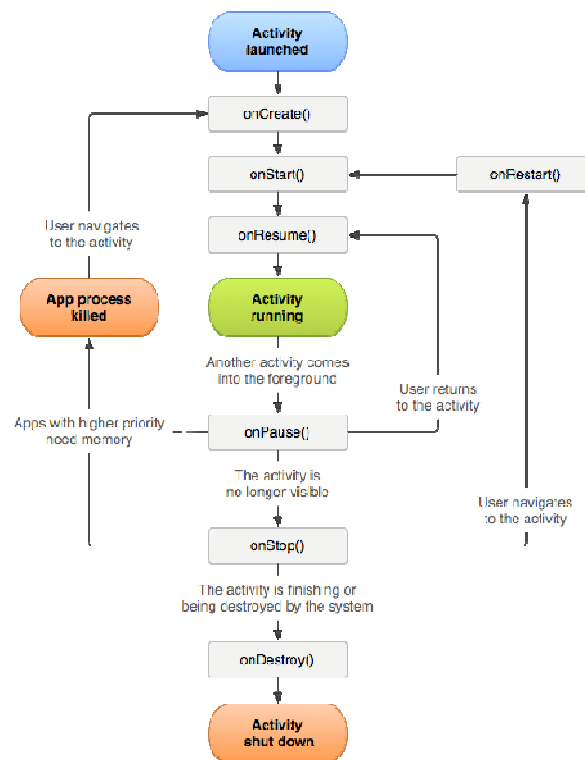 Activity
launched
onCreate()
onStart()
onRestart()
User navigates
to the activity
onResume()
App process
killed
Activity
running
Another activity comes
into the foreground
User returns
to the activity
Apps with higher priority
need memory
onPause()
The activity is
no longer visible
User navigates
to the activity
onStop()
The activity is finishing or
being destroyed by the system
onDestroy()
Activity
shut down